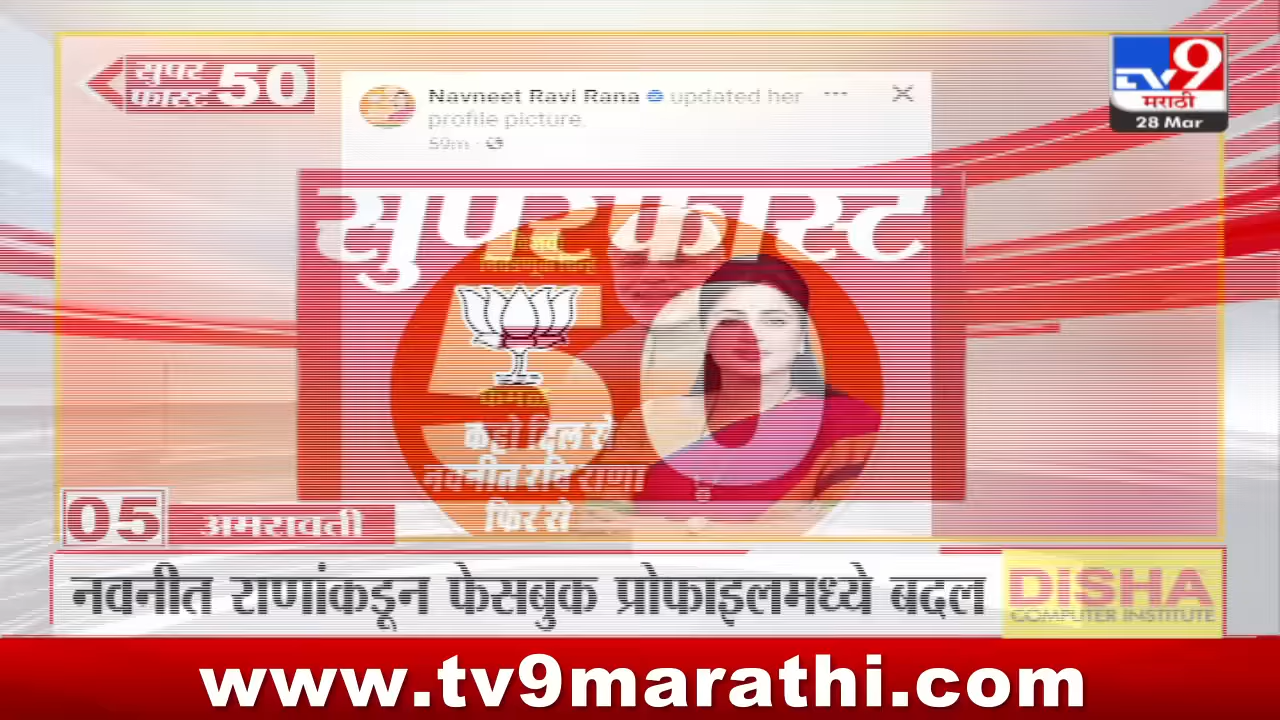 सुपर
फास्ट 50
TV9
मराठी
28 Mar
Navneet Ravi Rana updated her
profile picture.
59m
सुपरफास्ट
50
कमळ
कहो दिल से
नवनीत रवि राणा
फिर से
05
अमरावती
नवनीत राणांकडून फेसबुक प्रोफाइलमध्ये बदल
DISHA
COMPUTER INSTITUTE
www.tv9marathi.com